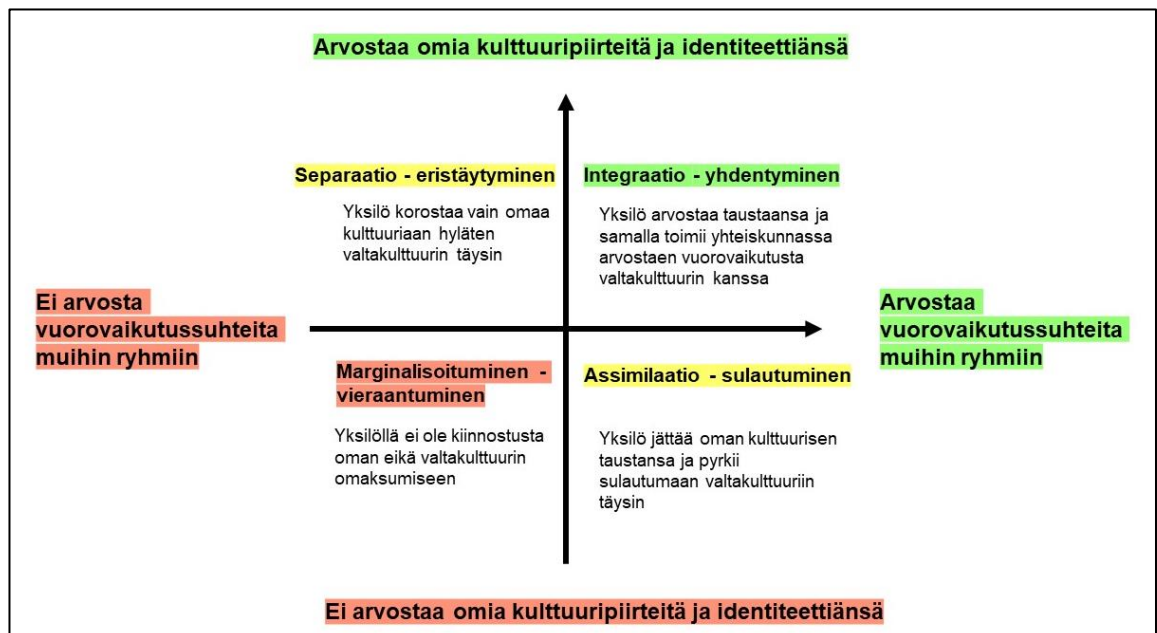 Arvostaa omia kulttuuripiirteitä ja identiteettiänsä
Separaatio - eristäytyminen
Yksilö korostaa vain omaa
kulttuuriaan hyläten
valtakulttuurin täysin
Integraatio - yhdentyminen
Yksilö arvostaa taustaansa ja
samalla toimii yhteiskunnassa
arvostaen vuorovaikutusta
valtakulttuurin kanssa
Ei arvosta
vuorovaikutussuhteita
muihin ryhmiin
Arvostaa
vuorovaikutussuhteita
muihin ryhmiin
Marginalisoituminen -
vieraantuminen
Yksilöllä ei ole kiinnostusta
oman eikä valtakulttuurin
omaksumiseen
Assimilaatio - sulautuminen
Yksilö jättää oman kulttuurisen
taustansa ja pyrkii
sulautumaan valtakulttuuriin
täysin
Ei arvostaa omia kulttuuripiirteitä ja identiteettiänsä